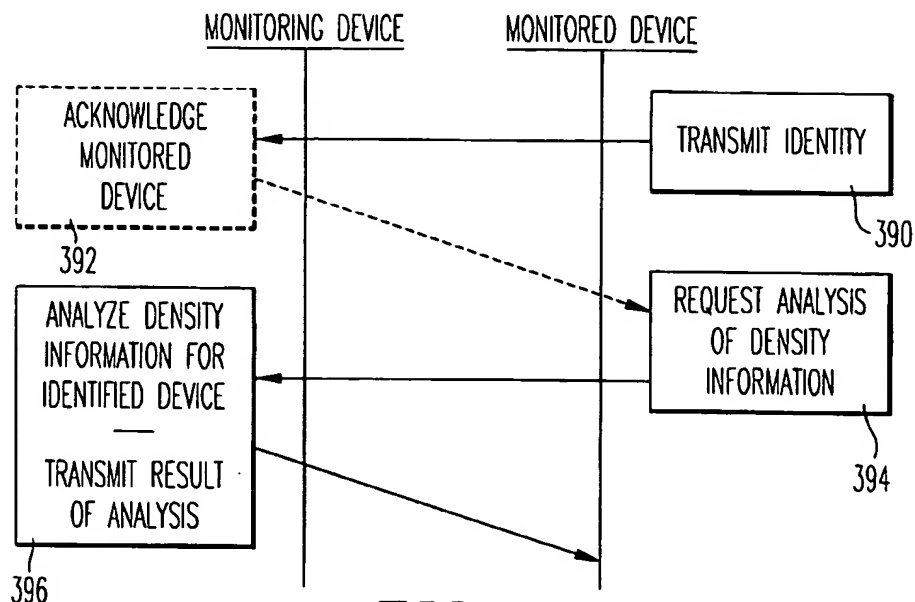 MONITORING DEVICE
MONITORED DEVICE
ACKNOWLEDGE
MONITORED
DEVICE
392
TRANSMIT IDENTITY
390
REQUEST ANALYSIS
OF DENSITY
INFORMATION
394
ANALYZE DENSITY
INFORMATION FOR
IDENTIFIED DEVICE
TRANSMIT RESULT
OF ANALYSIS
396